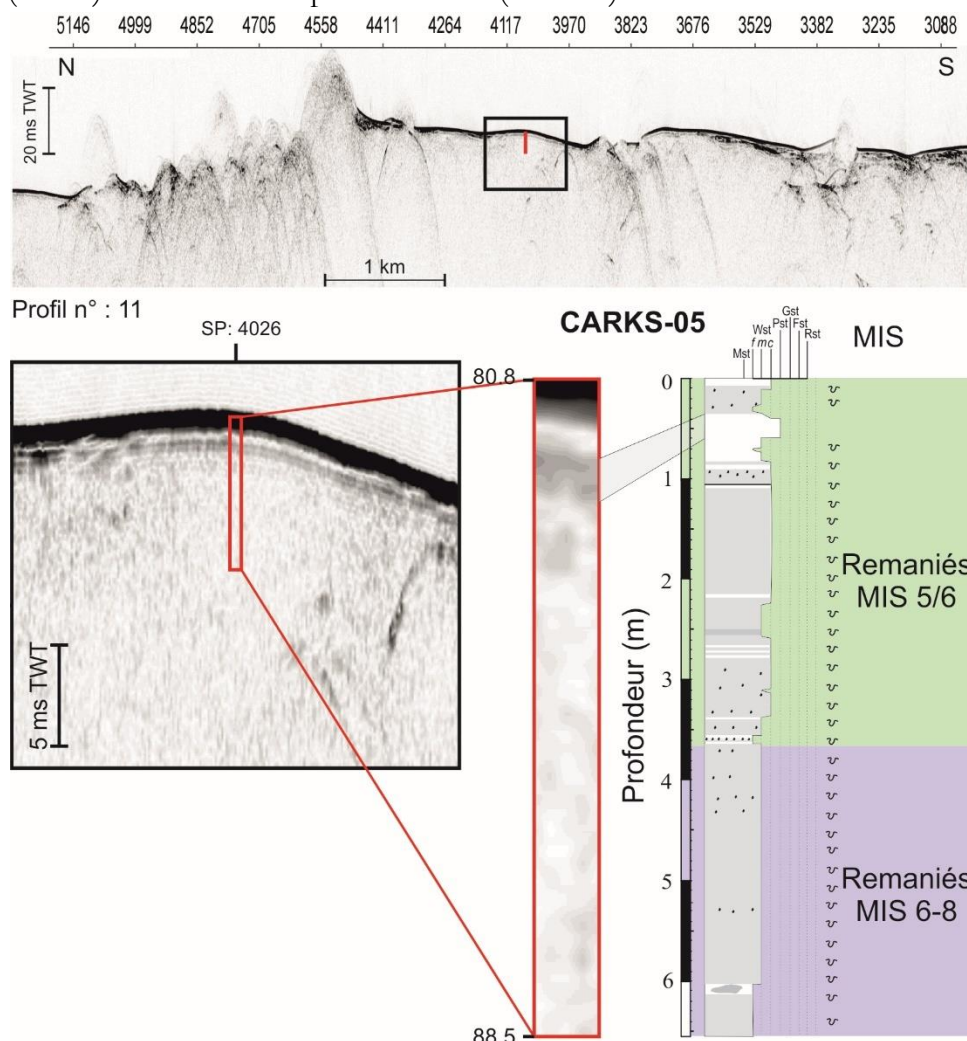 5146 4999 4852 4705 4558 4411 4264 4117 3970 3823 3676 3529 3382 3235 3088
N S
20 ms TWT
1 km
Profil n° : 11
SP: 4026
CARKS-05
Mst f Wst mc Pst Gst Fst Rst
MIS
80.8
0
1
2
Remaniés
MIS 5/6
5 ms TWT
Profondeur (m)
3
4
5
Remaniés
MIS 6-8
6
88.5